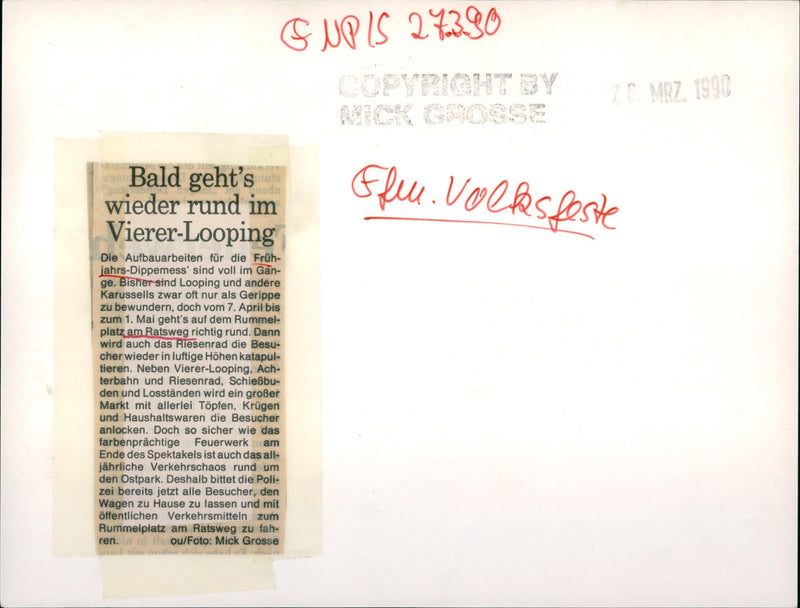 FNP/S 27.3.90
COPYRIGHT BY
MICK GROSSE
26. MRZ. 1990
Ffm. Volksfeste
Bald geht's
wieder rund im
Vierer-Looping
Die Aufbauarbeiten für die Früh-
jahrs-Dippemess' sind voll im Gan-
ge. Bisher sind Looping und andere
Karussells zwar oft nur als Gerippe
zu bewundern, doch vom 7. April bis
zum 1. Mai geht's auf dem Rummel-
platz am Ratsweg richtig rund. Dann
wird auch das Riesenrad die Besu-
cher wieder in luftige Höhen katapul-
tieren. Neben Vierer-Looping, Ach-
terbahn und Riesenrad, Schießbu-
den und Losständen wird ein großer
Markt mit allerlei Töpfen, Krügen
und Haushaltswaren die Besucher
anlocken. Doch so sicher wie das
farbenprächtige Feuerwerk am
Ende des Spektakels ist auch das all-
jährliche Verkehrschaos rund um
den Ostpark. Deshalb bittet die Poli-
zei bereits jetzt alle Besucher, den
Wagen zu Hause zu lassen und mit
öffentlichen Verkehrsmitteln zum
Rummelplatz am Ratsweg zu fah-
ren. ou/Foto: Mick Grosse